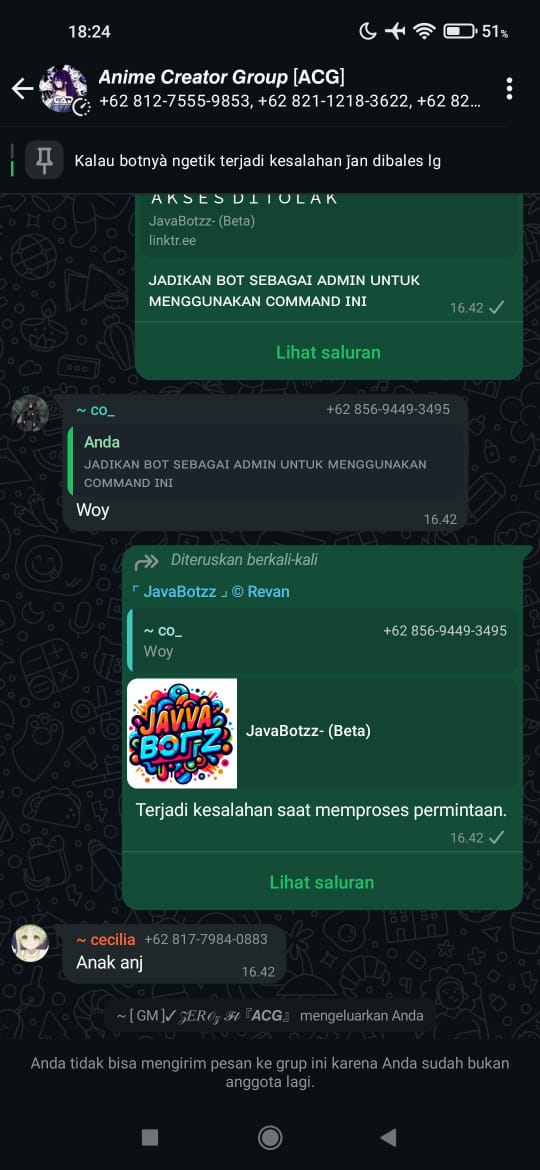 18:24
51%
Anime Creator Group [ACG]
+62 812-7555-9853, +62 821-1218-3622, +62 82...
Kalau botnyà ngetik terjadi kesalahan ǰan dibales lg
A K S E S D I T O L A K
JavaBotzz- (Beta)
linktr.ee
JADIKAN BOT SEBAGAI ADMIN UNTUK
MENGGUNAKAN COMMAND INI
16.42
Lihat saluran
~ co_ +62 856-9449-3495
Anda
JADIKAN BOT SEBAGAI ADMIN UNTUK MENGGUNAKAN
COMMAND INI
Woy
16.42
Diteruskan berkali-kali
「 JavaBotzz 」 © Revan
~ co_ +62 856-9449-3495
Woy
JAVVA
BOTTZ
JavaBotzz- (Beta)
Terjadi kesalahan saat memproses permintaan.
16.42
Lihat saluran
~ cecilia +62 817-7984-0883
Anak anj
16.42
~ [ GM ]✓ 𝒵𝐸𝑅𝒪𝓏 ℱ𝓉 『ACG』 mengeluarkan Anda
Anda tidak bisa mengirim pesan ke grup ini karena Anda sudah bukan
anggota lagi.